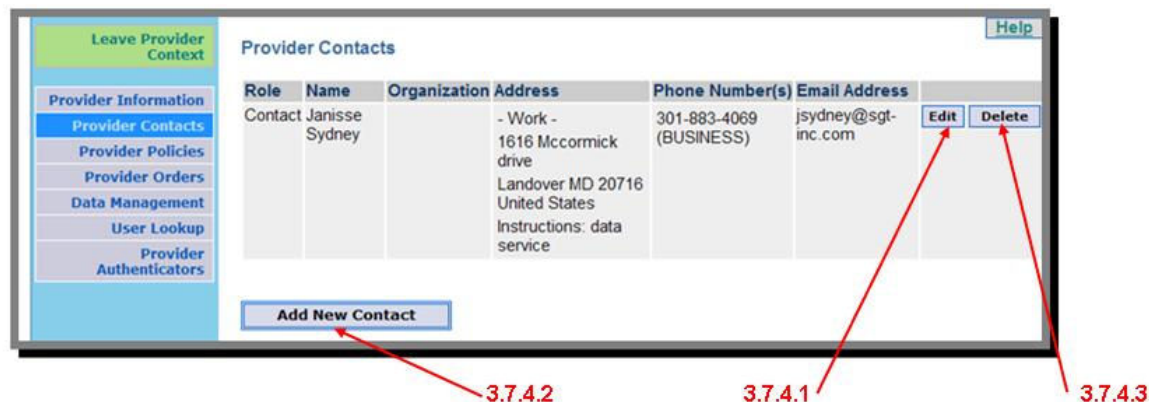 Leave Provider
Context
Help
Provider Contacts
Provider Information
Provider Contacts
Provider Policies
Provider Orders
Data Management
User Lookup
Provider
Authenticators
Role Name Organization Address Phone Number(s) Email Address
Contact Janisse
Sydney
- Work -
1616 Mccormick
drive
Landover MD 20716
United States
Instructions: data
service
301-883-4069
(BUSINESS)
jsydney@sgt-
inc.com
Edit Delete
Add New Contact
3.7.4.2 3.7.4.1 3.7.4.3